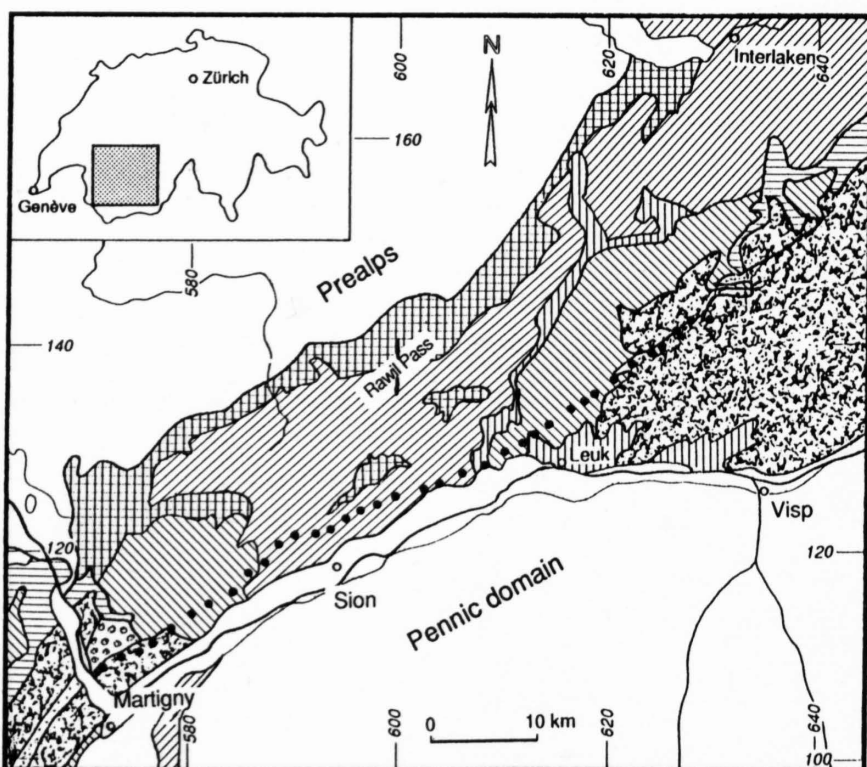 Zürich
Genève
600
N
620
Interlaken
640
160
580
Prealps
140
Rawil Pass
Leuk
Visp
120
120
Sion
Pennic domain
Martigny
580
600
0 10 km
620
640
100